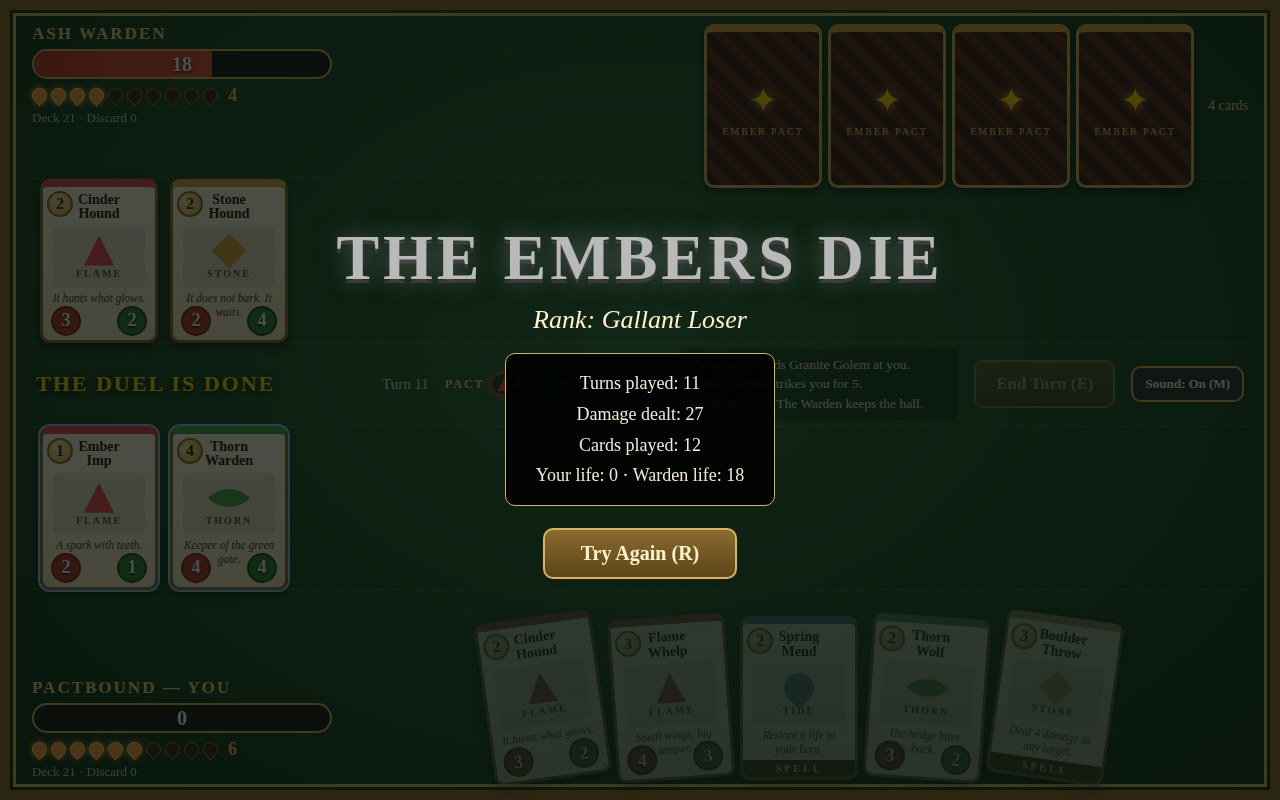 ASH WARDEN
18
4
Deck 21 · Discard 0
EMBER PACT
EMBER PACT
EMBER PACT
EMBER PACT
4 cards
2
Cinder
Hound
FLAME
It hunts what glows.
3
2
2
Stone
Hound
STONE
It does not bark. It
waits.
2
4
THE EMBERS DIE
Rank: Gallant Loser
THE DUEL IS DONE
Turn 11
PACT
2
Granite Golem at you.
strikes you for 5.
The Warden keeps the hall.
End Turn (E)
Sound: On (M)
Turns played: 11
Damage dealt: 27
Cards played: 12
Your life: 0 · Warden life: 18
Try Again (R)
1
Ember
Imp
FLAME
A spark with teeth.
2
1
4
Thorn
Warden
THORN
Keeper of the green
gate.
4
4
PACTBOUND — YOU
0
6
Deck 21 · Discard 0
2
Cinder
Hound
FLAME
It hunts what glows.
3
2
3
Flame
Whelp
FLAME
Small wings, big
temper.
4
3
2
Spring
Mend
TIDE
Restore 6 life to
your hero.
SPELL
2
Thorn
Wolf
THORN
The hedge bites
back.
3
2
3
Boulder
Throw
STONE
Deal 4 damage to
any target.
SPELL